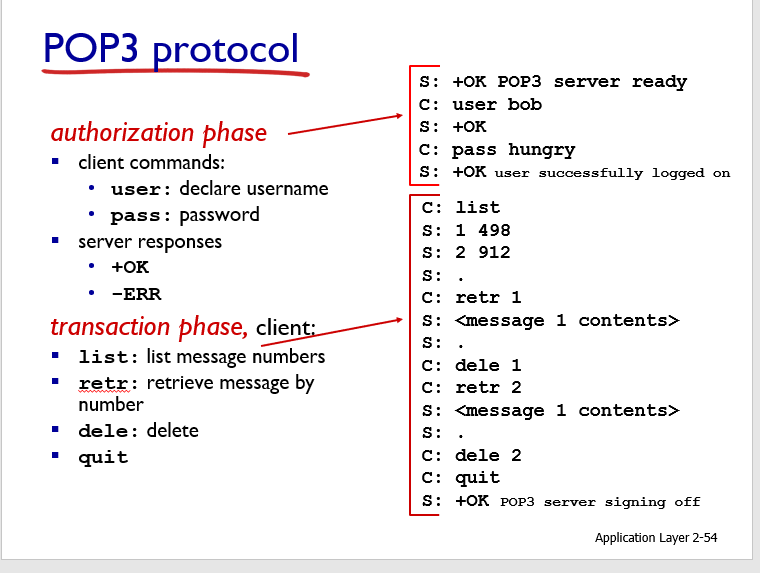 POP3 protocol
authorization phase
▪ client commands:
• user: declare username
• pass: password
▪ server responses
• +OK
• -ERR
transaction phase, client:
▪ list: list message numbers
▪ retr: retrieve message by
number
▪ dele: delete
▪ quit
S: +OK POP3 server ready
C: user bob
S: +OK
C: pass hungry
S: +OK user successfully logged on
C: list
S: 1 498
S: 2 912
S: .
C: retr 1
S: <message 1 contents>
S: .
C: dele 1
C: retr 2
S: <message 1 contents>
S: .
C: dele 2
C: quit
S: +OK POP3 server signing off
Application Layer 2-54